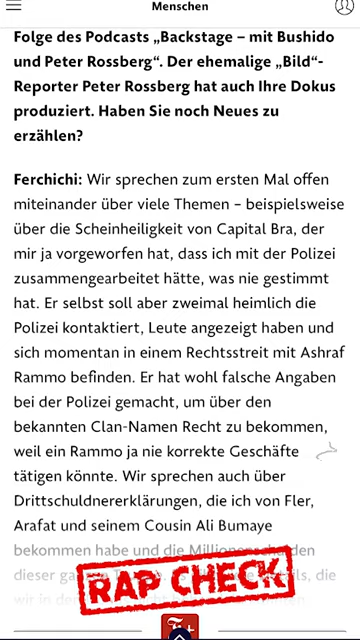 Menschen
Folge des Podcasts „Backstage – mit Bushido
und Peter Rossberg“. Der ehemalige „Bild“-
Reporter Peter Rossberg hat auch Ihre Dokus
produziert. Haben Sie noch Neues zu
erzählen?
Ferchichi: Wir sprechen zum ersten Mal offen
miteinander über viele Themen – beispielsweise
über die Scheinheiligkeit von Capital Bra, der
mir ja vorgeworfen hat, dass ich mit der Polizei
zusammengearbeitet hätte, was nie gestimmt
hat. Er selbst soll aber zweimal heimlich die
Polizei kontaktiert, Leute angezeigt haben und
sich momentan in einem Rechtsstreit mit Ashraf
Rammo befinden. Er hat wohl falsche Angaben
bei der Polizei gemacht, um über den
bekannten Clan-Namen Recht zu bekommen,
weil ein Rammo ja nie korrekte Geschäfte
tätigen könnte. Wir sprechen auch über
Drittschuldnererklärungen, die ich von Fler,
Arafat und seinem Cousin Ali Bumaye
bekommen habe und die
dieser die
wir in
RAP CHECK